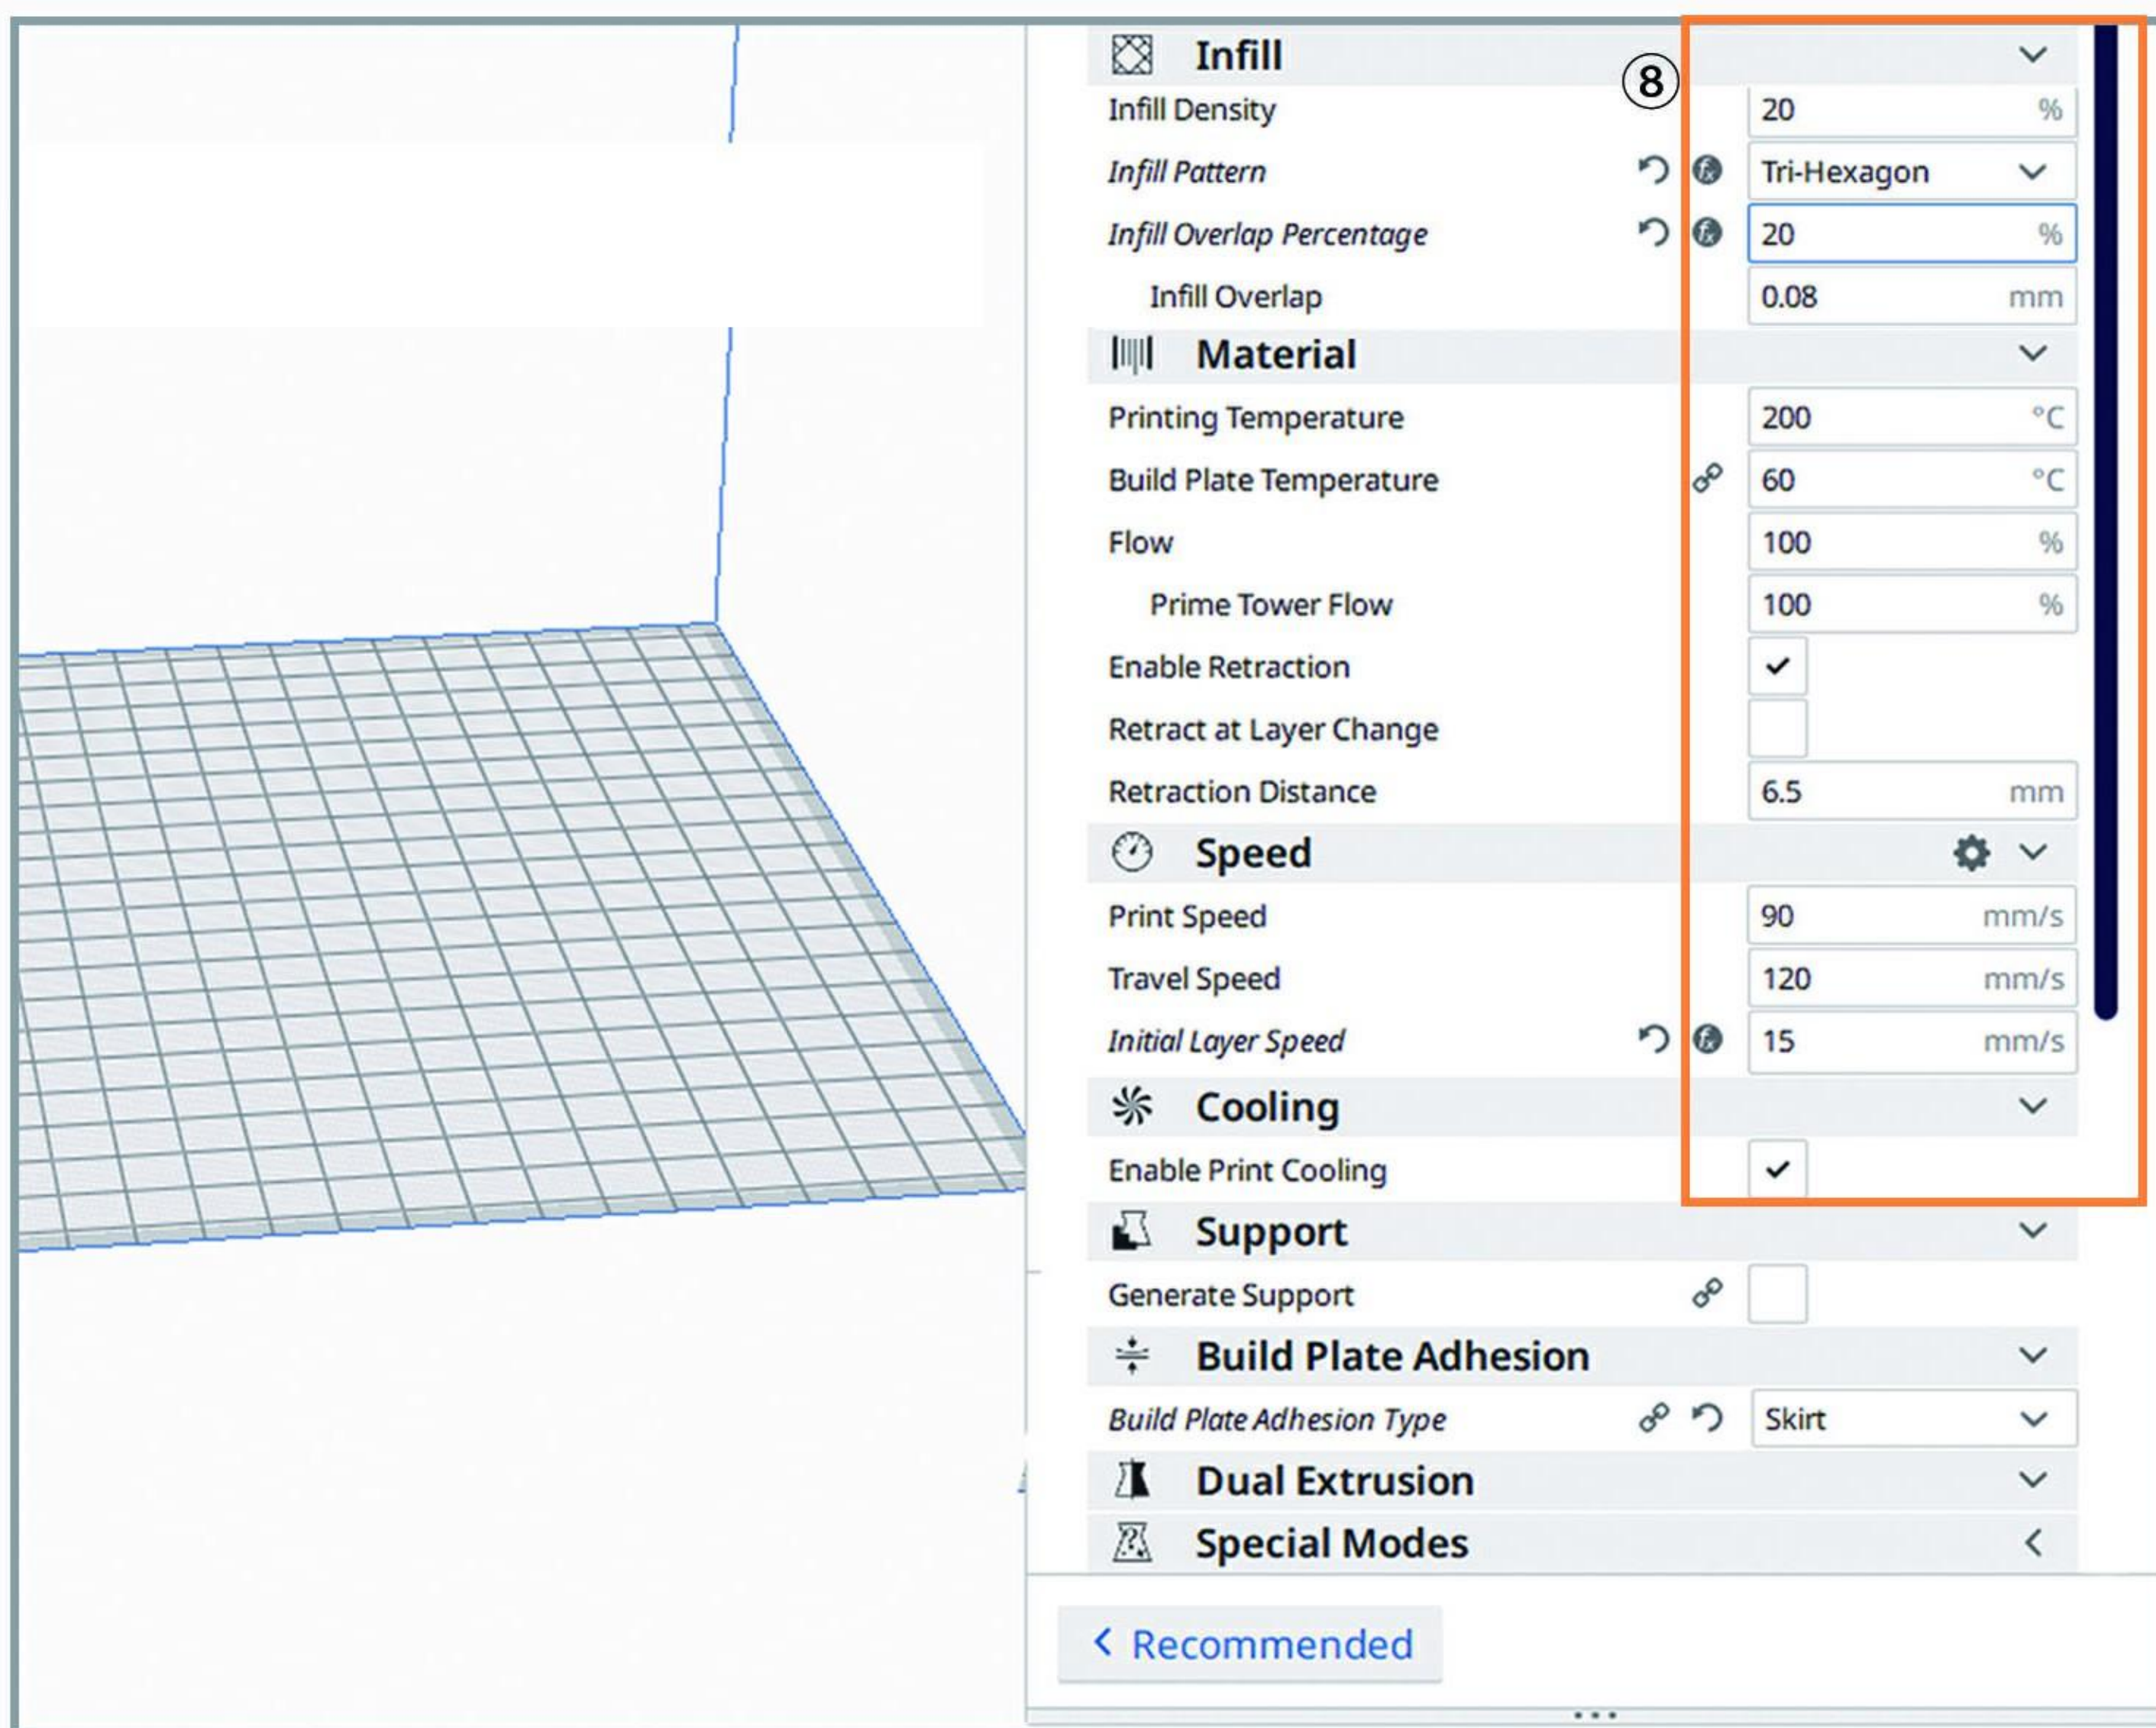 ⑧
Infill
Infill Density 20 %
Infill Pattern Tri-Hexagon
Infill Overlap Percentage 20 %
Infill Overlap 0.08 mm
Material
Printing Temperature 200 °C
Build Plate Temperature 60 °C
Flow 100 %
Prime Tower Flow 100 %
Enable Retraction
Retract at Layer Change
Retraction Distance 6.5 mm
Speed
Print Speed 90 mm/s
Travel Speed 120 mm/s
Initial Layer Speed 15 mm/s
Cooling
Enable Print Cooling
Support
Generate Support
Build Plate Adhesion
Build Plate Adhesion Type Skirt
Dual Extrusion
Special Modes
Recommended